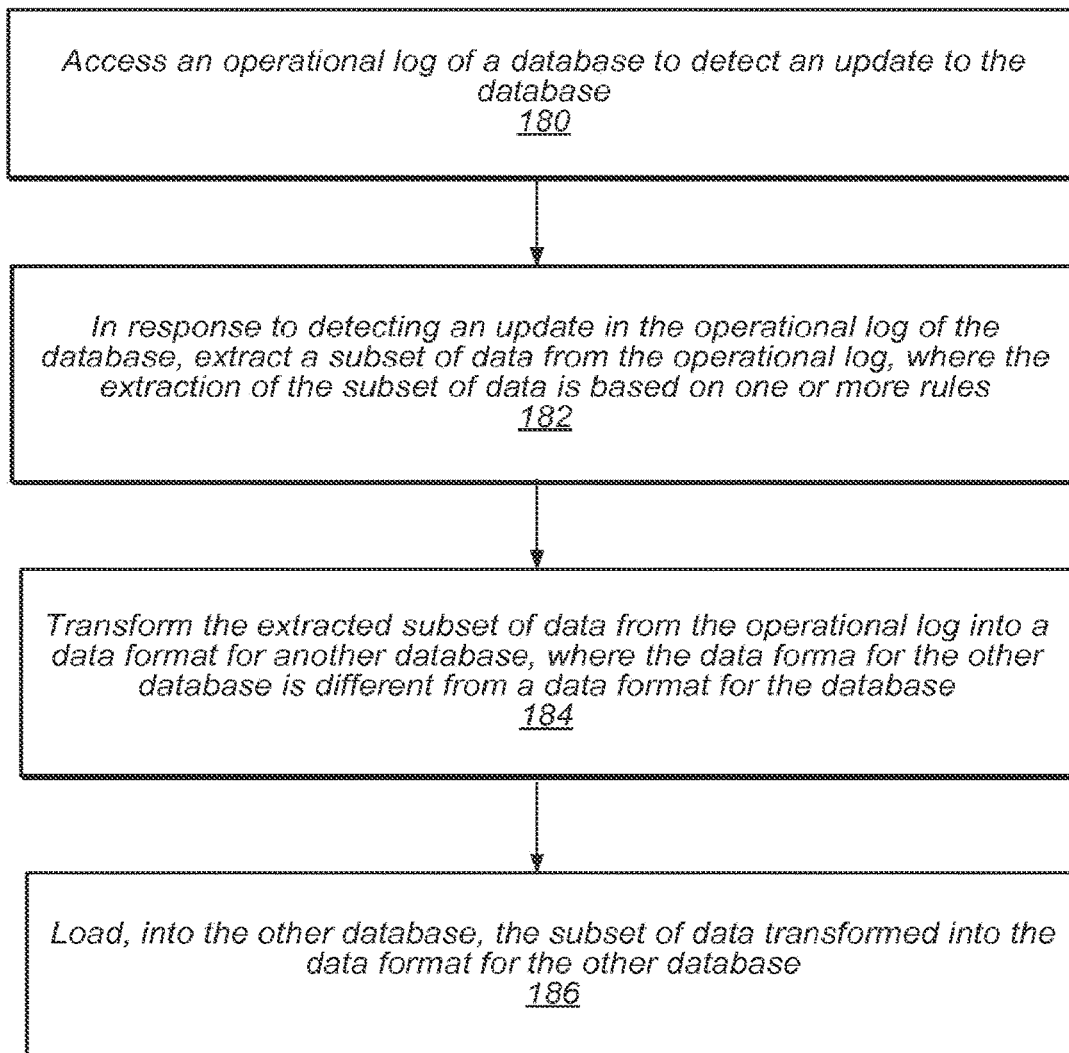 Access an operational log of a database to detect an update to the
database
180
In response to detecting an update in the operational log of the
database, extract a subset of data from the operational log, where the
extraction of the subset of data is based on one or more rules
182
Transform the extracted subset of data from the operational log into a
data format for another database, where the data forma for the other
database is different from a data format for the database
184
Load, into the other database, the subset of data transformed into the
data format for the other database
186